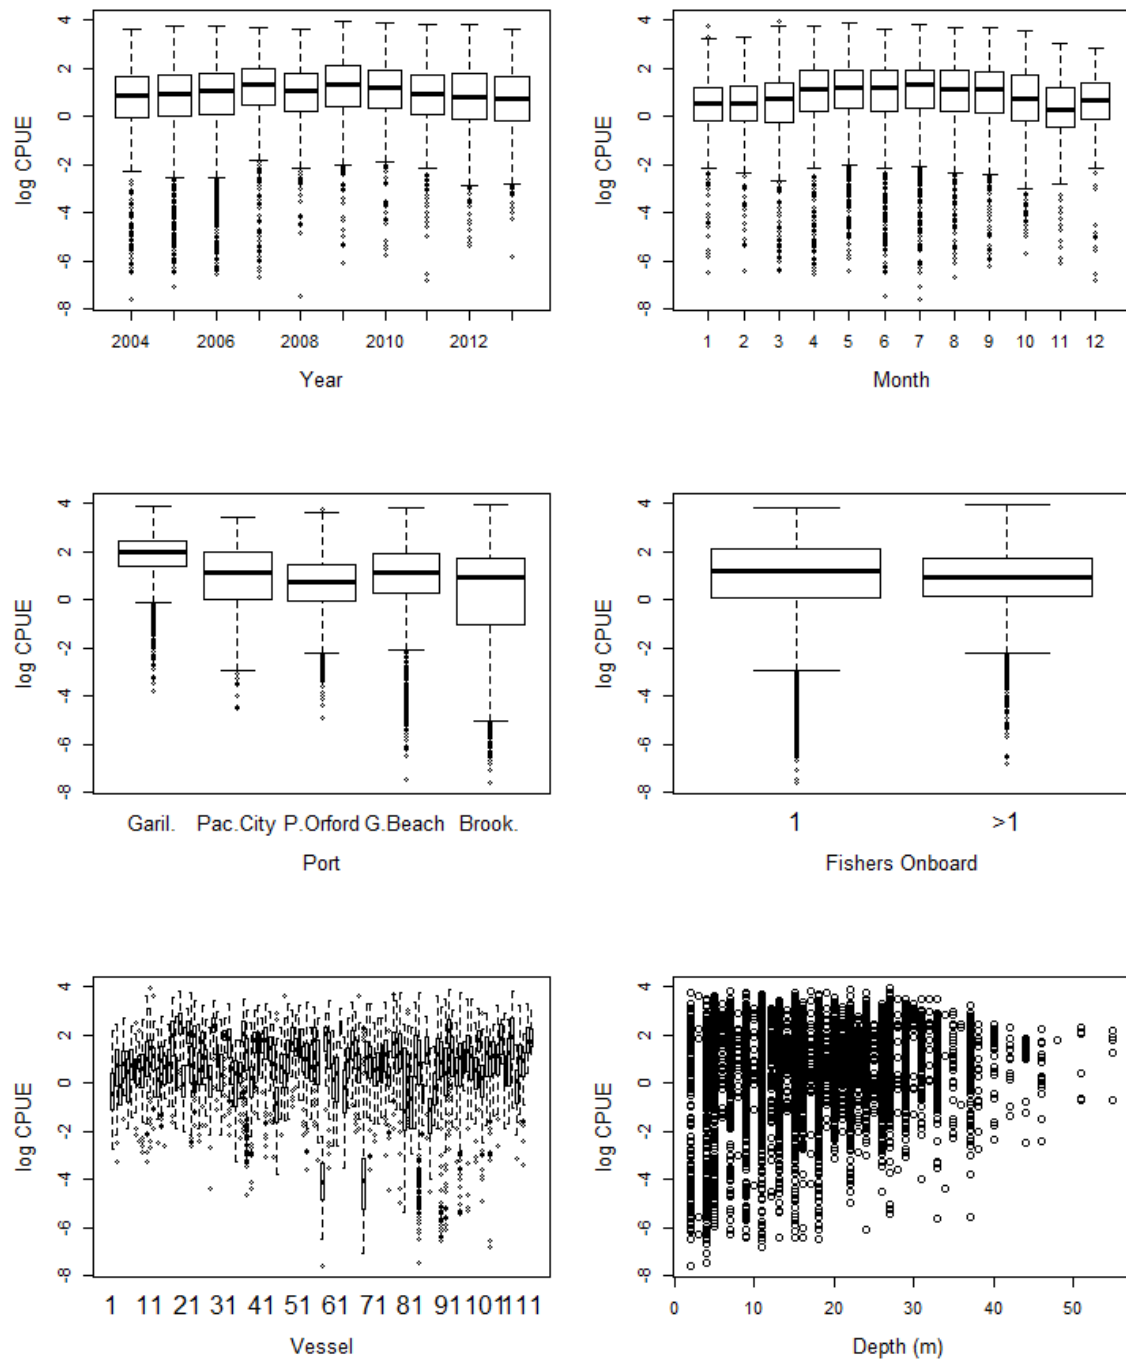 log CPUE
4
2
0
-2
-4
-6
-8
2004 2006 2008 2010 2012
Year
log CPUE
4
2
0
-2
-4
-6
-8
1 2 3 4 5 6 7 8 9 10 11 12
Month
log CPUE
4
2
0
-2
-4
-6
-8
Garil. Pac.City P.Orford G.Beach Brook.
Port
log CPUE
4
2
0
-2
-4
-6
-8
1 >1
Fishers Onboard
log CPUE
4
2
0
-2
-4
-6
-8
1 11 21 31 41 51 61 71 81 91 101 111
Vessel
log CPUE
4
2
0
-2
-4
-6
-8
0 10 20 30 40 50
Depth (m)